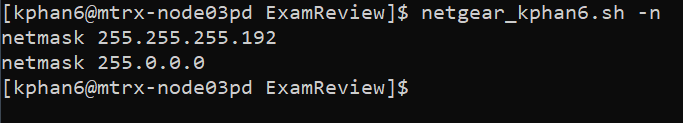 [kphan6@mtrx-node03pd ExamReview]$ netgear_kphan6.sh -n
netmask 255.255.255.192
netmask 255.0.0.0
[kphan6@mtrx-node03pd ExamReview]$